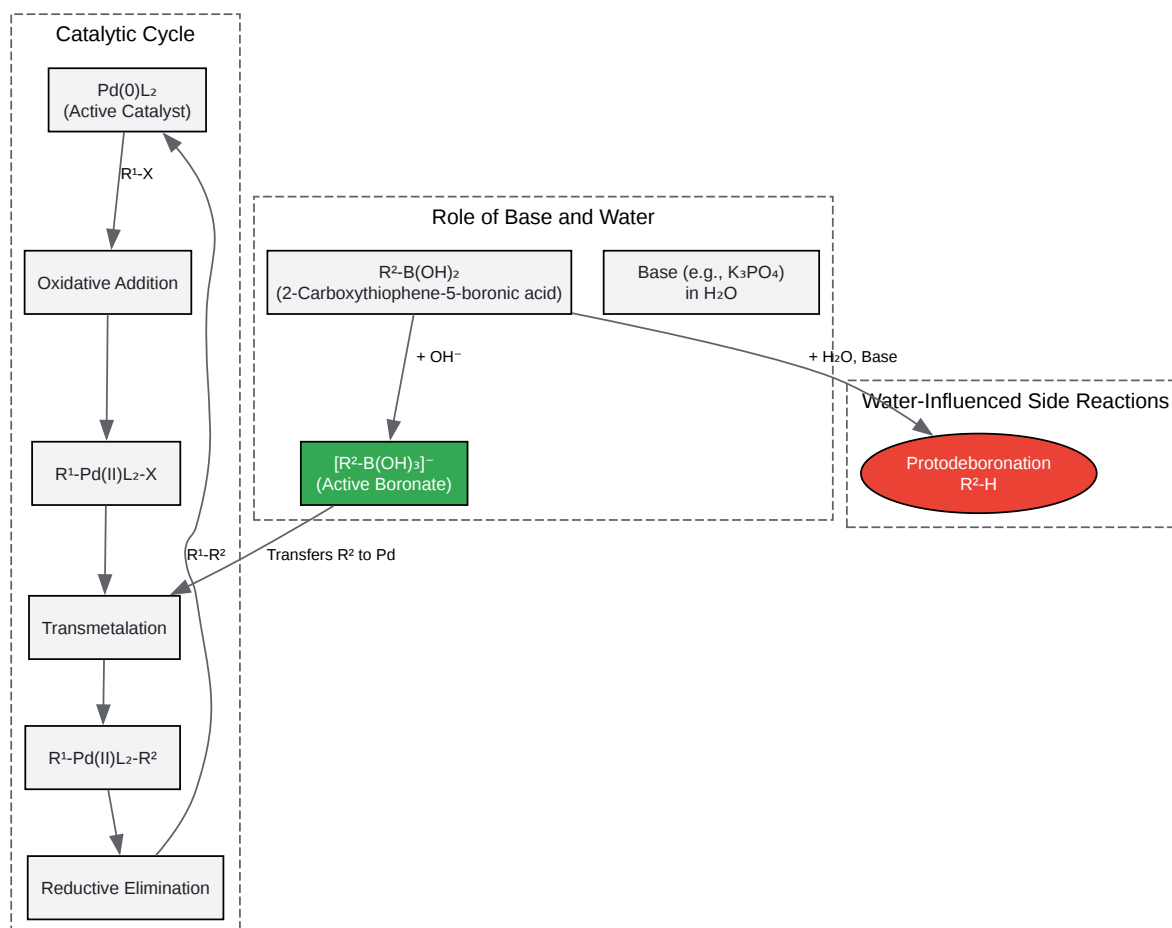 Catalytic Cycle
Pd(0)L₂
(Active Catalyst)
R¹-X
Oxidative Addition
R¹-Pd(II)L₂-X
R¹-R²
Transmetalation
R¹-Pd(II)L₂-R²
Reductive Elimination
Role of Base and Water
R²-B(OH)₂
(2-Carboxythiophene-5-boronic acid)
Base (e.g., K₃PO₄)
in H₂O
+ OH⁻
+ H₂O, Base
[R²-B(OH)₃]⁻
(Active Boronate)
Transfers R² to Pd
Water-Influenced Side Reactions
Protodeboronation
R²-H